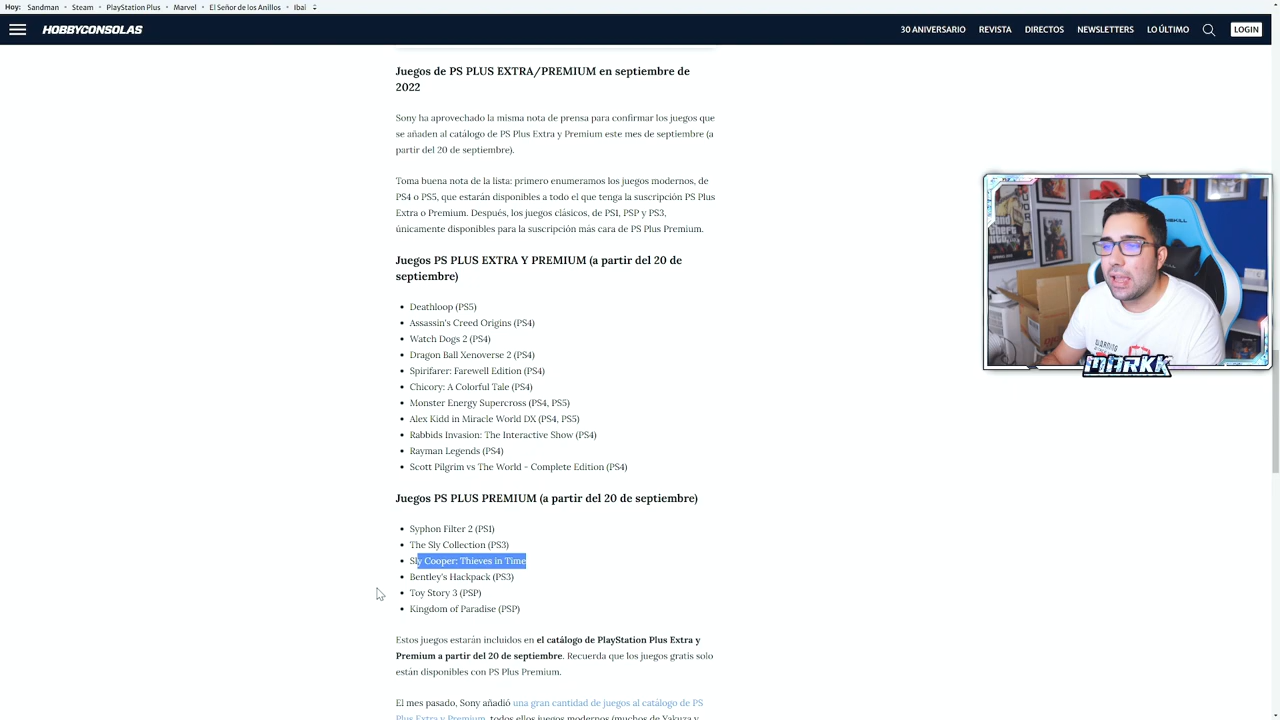 Hoy: Sandman • Steam • PlayStation Plus • Marvel • El Señor de los Anillos • Ibai
HOBBYCONSOLAS
30 ANIVERSARIO REVISTA DIRECTOS NEWSLETTERS LO ÚLTIMO LOGIN
Juegos de PS PLUS EXTRA/PREMIUM en septiembre de
2022
Sony ha aprovechado la misma nota de prensa para confirmar los juegos que
se añaden al catálogo de PS Plus Extra y Premium este mes de septiembre (a
partir del 20 de septiembre).
Toma buena nota de la lista: primero enumeramos los juegos modernos, de
PS4 o PS5, que estarán disponibles a todo el que tenga la suscripción PS Plus
Extra o Premium. Después, los juegos clásicos, de PS1, PSP y PS3,
únicamente disponibles para la suscripción más cara de PS Plus Premium.
Juegos PS PLUS EXTRA Y PREMIUM (a partir del 20 de
septiembre)
• Deathloop (PS5)
• Assassin's Creed Origins (PS4)
• Watch Dogs 2 (PS4)
• Dragon Ball Xenoverse 2 (PS4)
• Spirifarer: Farewell Edition (PS4)
• Chicory: A Colorful Tale (PS4)
• Monster Energy Supercross (PS4, PS5)
• Alex Kidd in Miracle World DX (PS4, PS5)
• Rabbids Invasion: The Interactive Show (PS4)
• Rayman Legends (PS4)
• Scott Pilgrim vs The World - Complete Edition (PS4)
Juegos PS PLUS PREMIUM (a partir del 20 de septiembre)
• Syphon Filter 2 (PS1)
• The Sly Collection (PS3)
• Sly Cooper: Thieves in Time
• Bentley's Hackpack (PS3)
• Toy Story 3 (PSP)
• Kingdom of Paradise (PSP)
Estos juegos estarán incluidos en el catálogo de PlayStation Plus Extra y
Premium a partir del 20 de septiembre. Recuerda que los juegos gratis solo
están disponibles con PS Plus Premium.
El mes pasado, Sony añadió una gran cantidad de juegos al catálogo de PS
Plus Extra y Premium, todos ellos juegos modernos (muchos de Yakuza y
MARKK